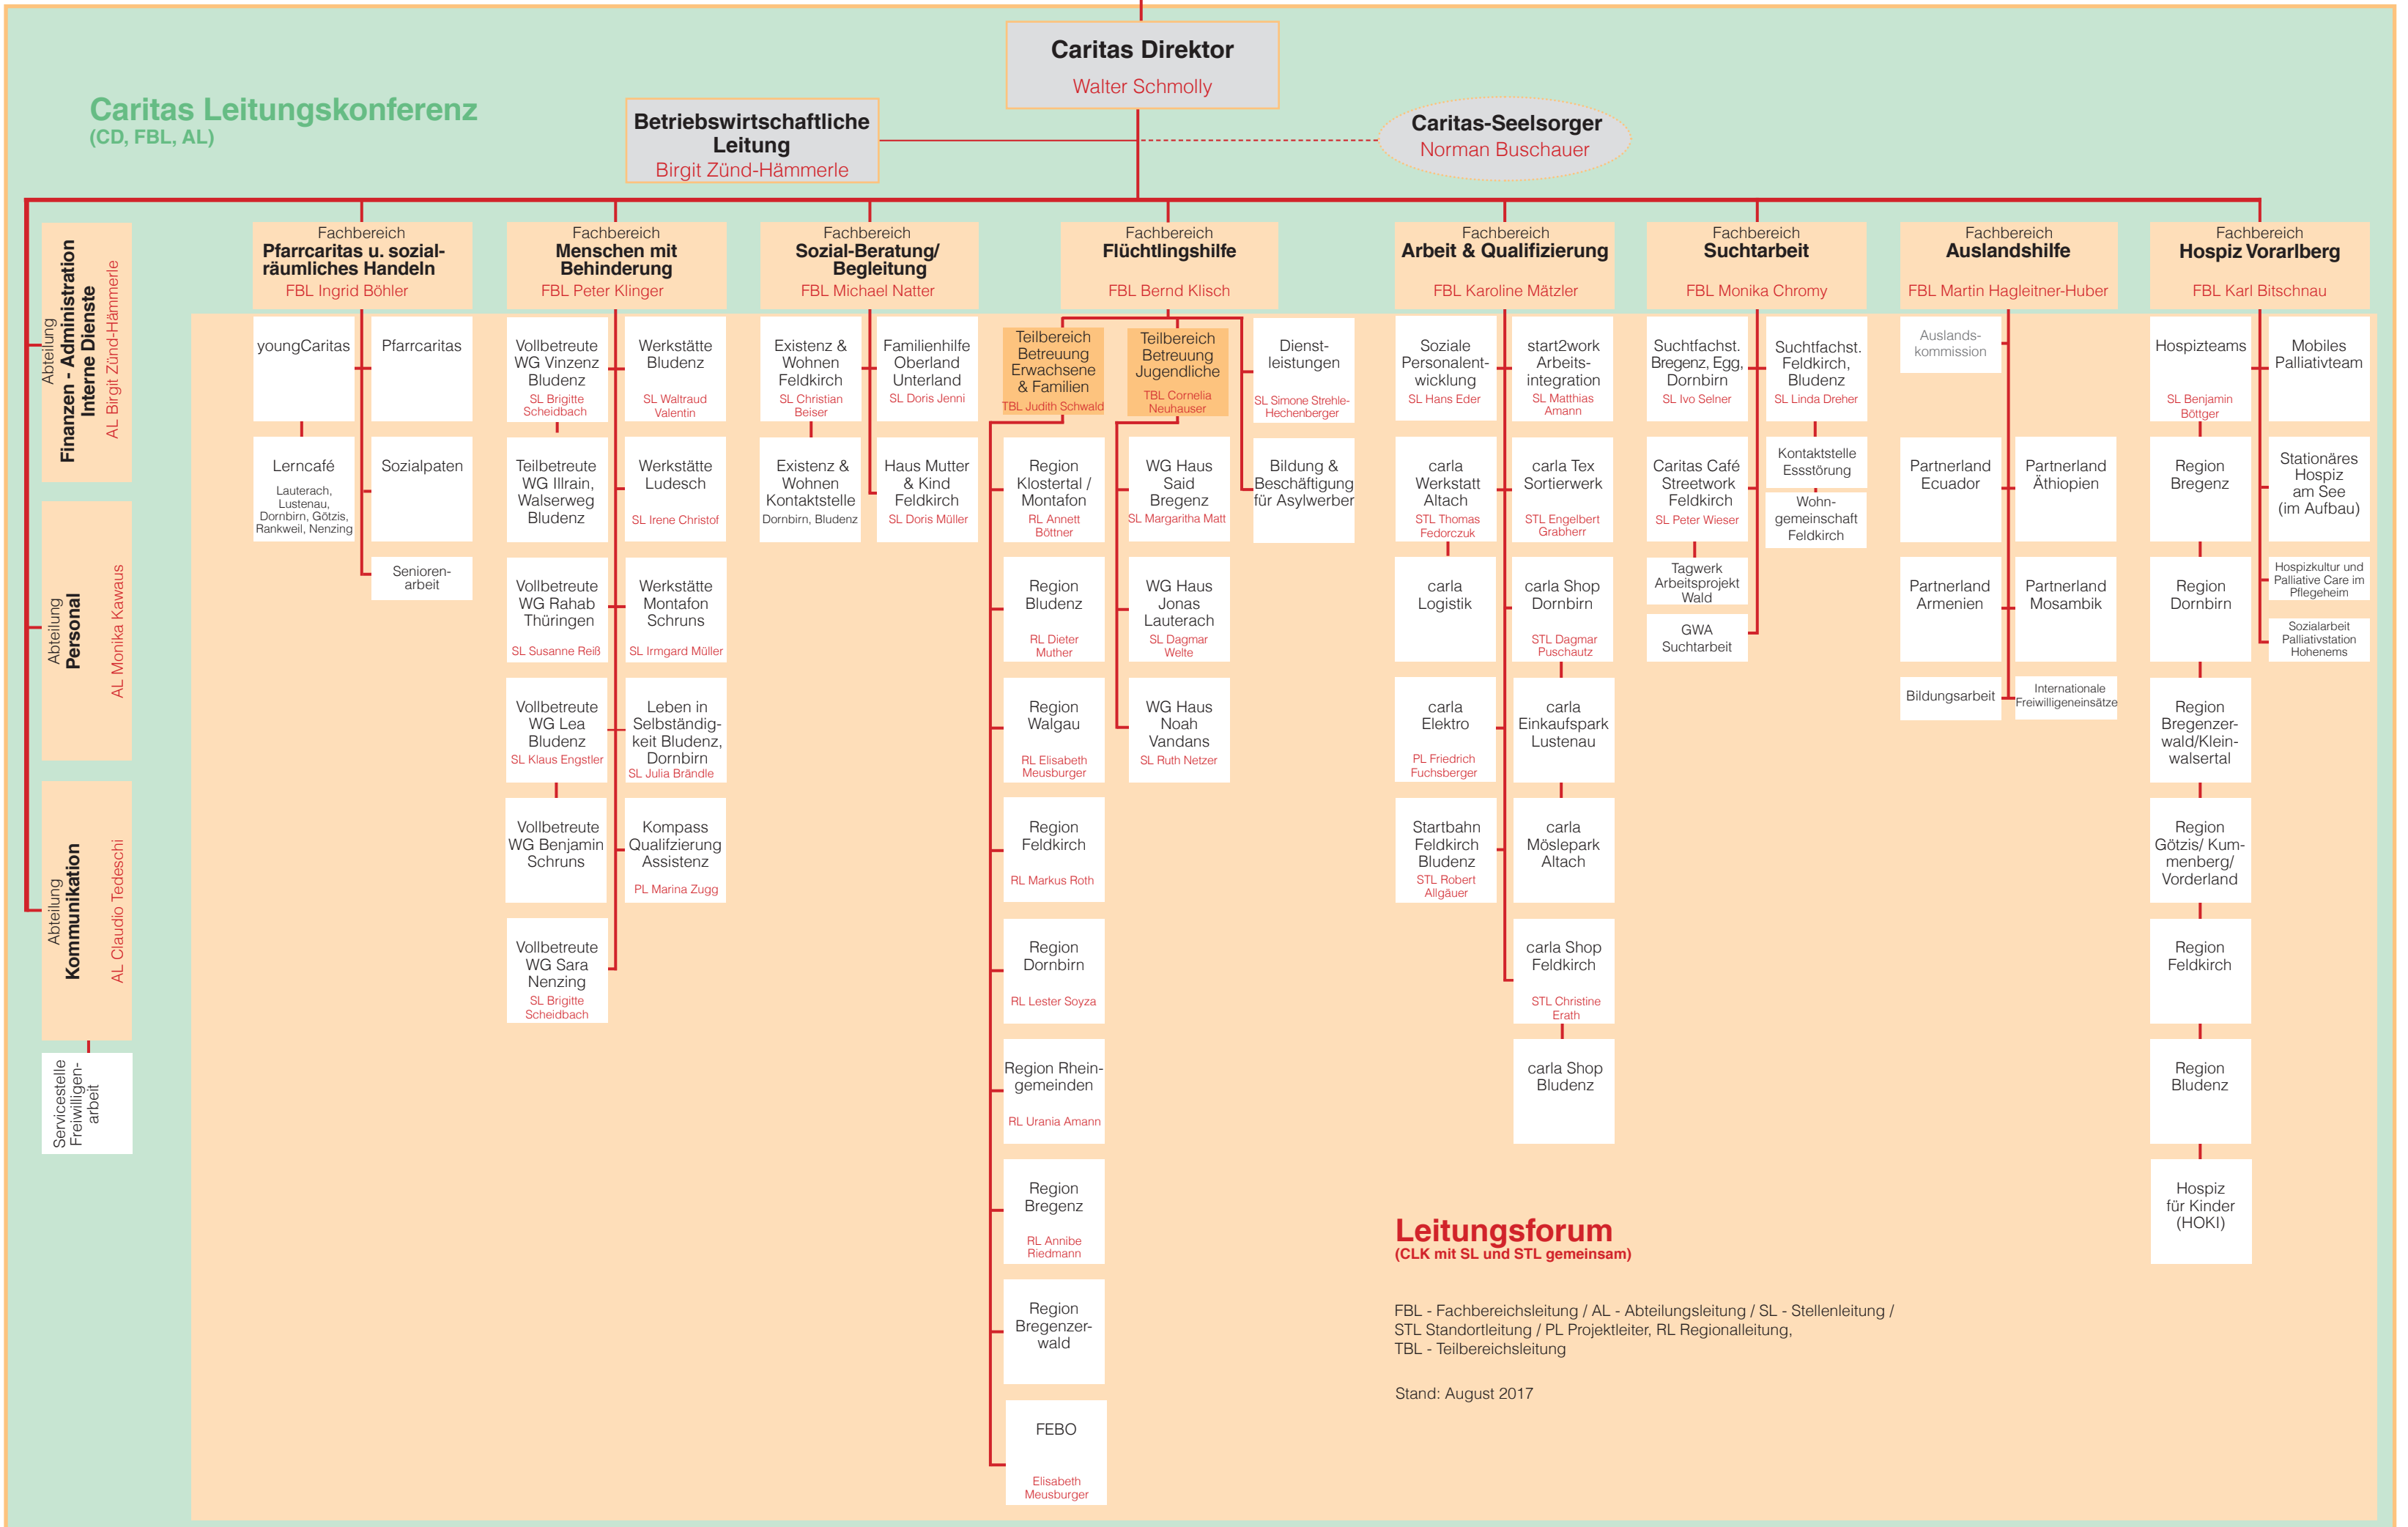 Caritas Direktor
Walter Schmolly
Caritas Leitungskonferenz
(CD, FBL, AL)
Betriebswirtschaftliche
Leitung
Birgit Zünd-Hämmerle
Caritas-Seelsorger
Norman Buschauer
Abteilung
Finanzen - Administration
Interne Dienste
AL Birgit Zünd-Hämmerle
Abteilung
Personal
AL Monika Kawaus
Abteilung
Kommunikation
AL Claudio Tedeschi
Servicestelle
Freiwilligen-
arbeit
Fachbereich
Pfarrcaritas u. sozial-
räumliches Handeln
FBL Ingrid Böhler
youngCaritas
Pfarrcaritas
Lerncafé
Lauterach,
Lustenau,
Dornbirn, Götzis,
Rankweil, Nenzing
Sozialpaten
Senioren-
arbeit
Fachbereich
Menschen mit
Behinderung
FBL Peter Klinger
Vollbetreute
WG Vinzenz
Bludenz
SL Brigitte
Scheidbach
Werkstätte
Bludenz
SL Waltraud
Valentin
Teilbetreute
WG Illrain,
Walserweg
Bludenz
Werkstätte
Ludesch
SL Irene Christof
Vollbetreute
WG Rahab
Thüringen
SL Susanne Reiß
Werkstätte
Montafon
Schruns
SL Irmgard Müller
Vollbetreute
WG Lea
Bludenz
SL Klaus Engstler
Leben in
Selbständig-
keit Bludenz,
Dornbirn
SL Julia Brändle
Vollbetreute
WG Benjamin
Schruns
Kompass
Qualifzierung
Assistenz
PL Marina Zugg
Vollbetreute
WG Sara
Nenzing
SL Brigitte
Scheidbach
Fachbereich
Sozial-Beratung/
Begleitung
FBL Michael Natter
Existenz &
Wohnen
Feldkirch
SL Christian
Beiser
Familienhilfe
Oberland
Unterland
SL Doris Jenni
Existenz &
Wohnen
Kontaktstelle
Dornbirn, Bludenz
Haus Mutter
& Kind
Feldkirch
SL Doris Müller
Fachbereich
Flüchtlingshilfe
FBL Bernd Klisch
Teilbereich
Betreuung
Erwachsene
& Familien
TBL Judith Schwald
Teilbereich
Betreuung
Jugendliche
TBL Cornelia
Neuhauser
Dienst-
leistungen
SL Simone Strehle-
Hechenberger
Region
Klostertal /
Montafon
RL Annett
Böttner
WG Haus
Said
Bregenz
SL Margaritha Matt
Bildung &
Beschäftigung
für Asylwerber
Region
Bludenz
RL Dieter
Muther
WG Haus
Jonas
Lauterach
SL Dagmar
Welte
Region
Walgau
RL Elisabeth
Meusburger
WG Haus
Noah
Vandans
SL Ruth Netzer
Region
Feldkirch
RL Markus Roth
Region
Dornbirn
RL Lester Soyza
Region Rhein-
gemeinden
RL Urania Amann
Region
Bregenz
RL Annibe
Riedmann
Region
Bregenzer-
wald
FEBO
Elisabeth
Meusburger
Fachbereich
Arbeit & Qualifizierung
FBL Karoline Mätzler
Soziale
Personalent-
wicklung
SL Hans Eder
start2work
Arbeits-
integration
SL Matthias
Amann
carla
Werkstatt
Altach
STL Thomas
Fedorczuk
carla Tex
Sortierwerk
STL Engelbert
Grabherr
carla
Logistik
carla Shop
Dornbirn
STL Dagmar
Puschautz
carla
Elektro
PL Friedrich
Fuchsberger
carla
Einkaufspark
Lustenau
Startbahn
Feldkirch
Bludenz
STL Robert
Allgäuer
carla
Möslepark
Altach
carla Shop
Feldkirch
STL Christine
Erath
carla Shop
Bludenz
Fachbereich
Suchtarbeit
FBL Monika Chromy
Suchtfachst.
Bregenz, Egg,
Dornbirn
SL Ivo Selner
Suchtfachst.
Feldkirch,
Bludenz
SL Linda Dreher
Caritas Café
Streetwork
Feldkirch
SL Peter Wieser
Kontaktstelle
Essstörung
Wohn-
gemeinschaft
Feldkirch
Tagwerk
Arbeitsprojekt
Wald
GWA
Suchtarbeit
Fachbereich
Auslandshilfe
FBL Martin Hagleitner-Huber
Auslands-
kommission
Partnerland
Ecuador
Partnerland
Äthiopien
Partnerland
Armenien
Partnerland
Mosambik
Bildungsarbeit
Internationale
Freiwilligeneinsätze
Fachbereich
Hospiz Vorarlberg
FBL Karl Bitschnau
Hospizteams
SL Benjamin
Böttger
Mobiles
Palliativteam
Region
Bregenz
Stationäres
Hospiz
am See
(im Aufbau)
Region
Dornbirn
Hospizkultur und
Palliative Care im
Pflegeheim
Sozialarbeit
Palliativstation
Hohenems
Region
Bregenzer-
wald/Klein-
walsertal
Region
Götzis/ Kum-
menberg/
Vorderland
Region
Feldkirch
Region
Bludenz
Hospiz
für Kinder
(HOKI)
Leitungsforum
(CLK mit SL und STL gemeinsam)
FBL - Fachbereichsleitung / AL - Abteilungsleitung / SL - Stellenleitung /
STL Standortleitung / PL Projektleiter, RL Regionalleitung,
TBL - Teilbereichsleitung
Stand: August 2017